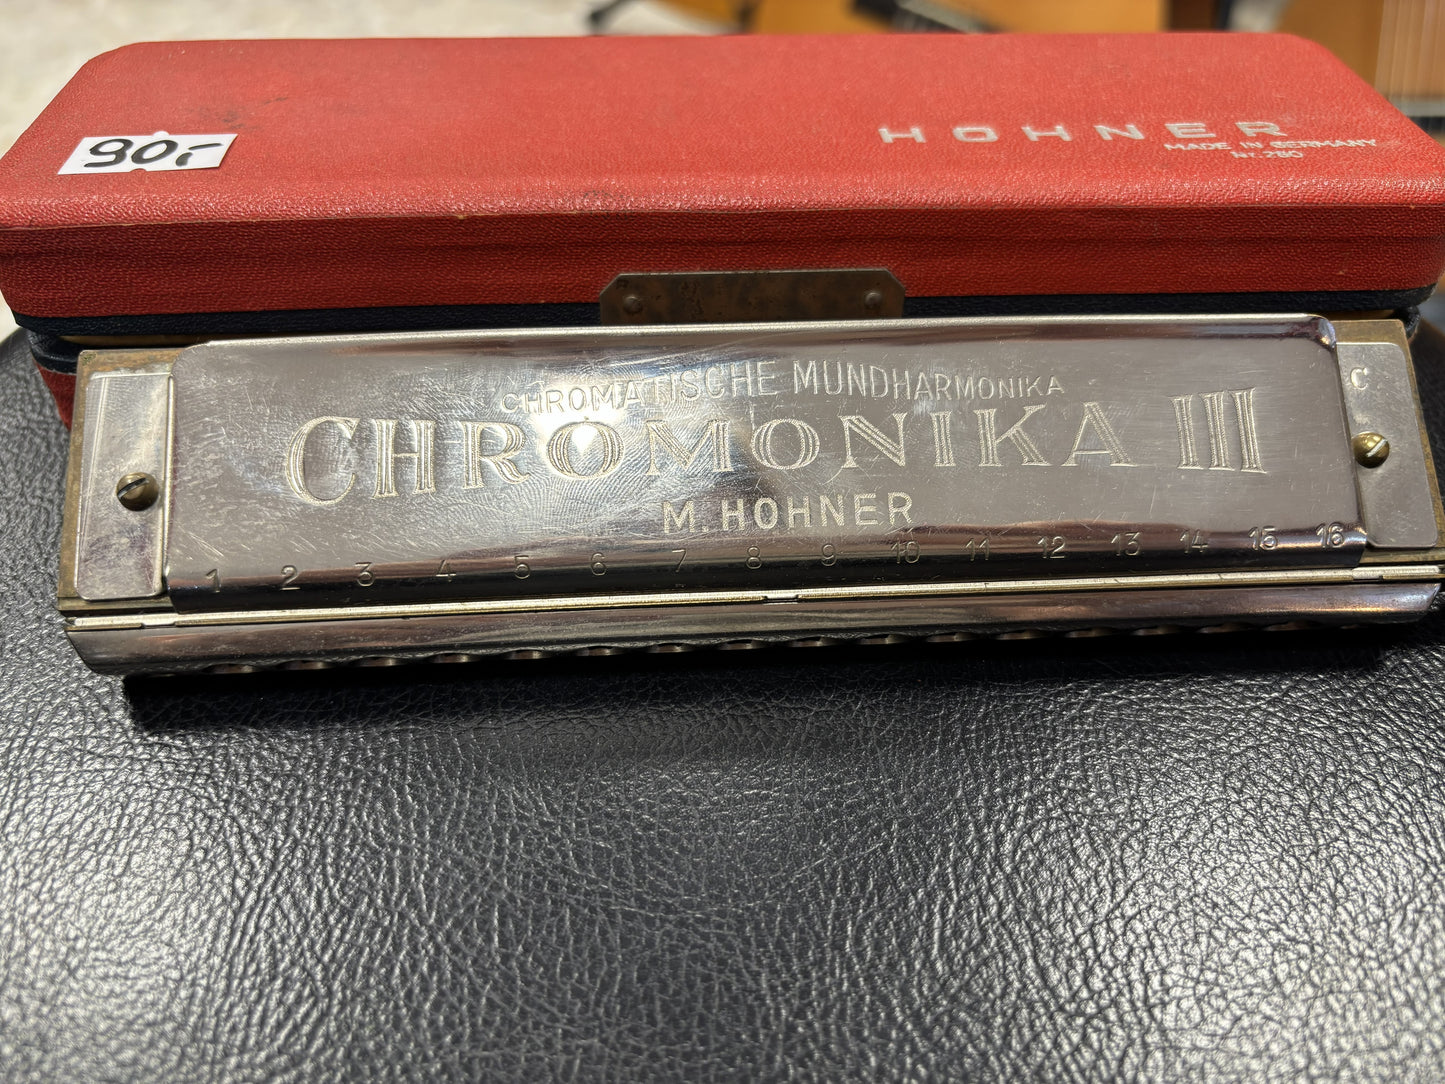 90,-
HOHNER
MADE IN GERMANY
Nr. 280
CHROMATISCHE MUNDHARMONIKA
CHROMONIKA III
M. HOHNER
C
1 2 3 4 5 6 7 8 9 10 11 12 13 14 15 16